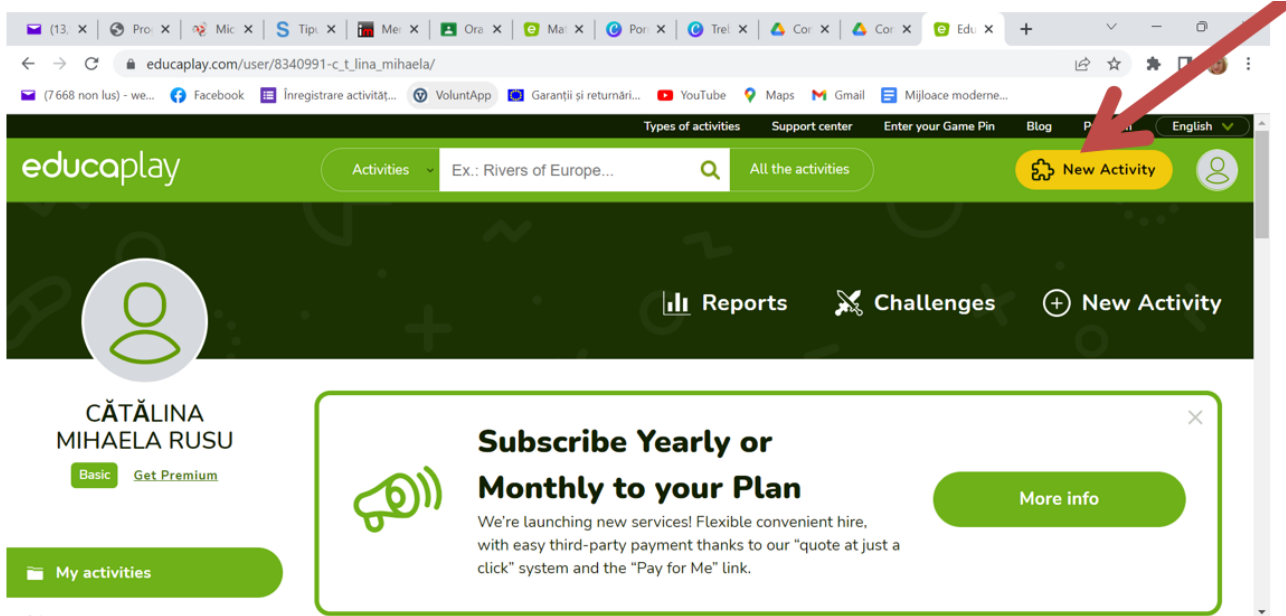 (13, Pro Mic Tip Me Ora Ma Por Trel Cor Cor Edu
educaplay.com/user/8340991-c_t_lina_mihaela/
(7 668 non lus) - we... Facebook Înregistrare activităț... VoluntApp Garanții și returnări... YouTube Maps Gmail Mijloace moderne...
Types of activities Support center Enter your Game Pin Blog English
educaplay Activities Ex.: Rivers of Europe... All the activities New Activity
Reports Challenges New Activity
CĂTĂLINA
MIHAELA RUSU
Basic Get Premium
Subscribe Yearly or
Monthly to your Plan
We're launching new services! Flexible convenient hire,
with easy third-party payment thanks to our “quote at just a
click” system and the “Pay for Me” link.
More info
My activities